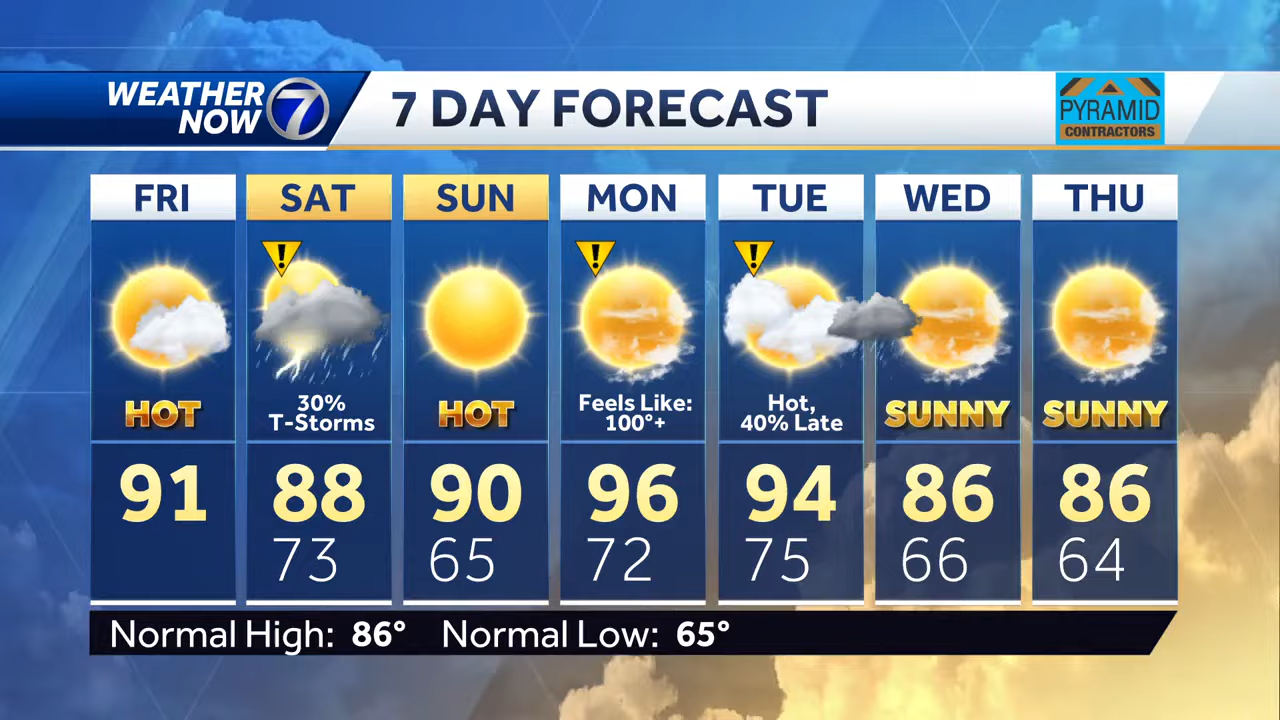 WEATHER
NOW
7
7 DAY FORECAST
PYRAMID
CONTRACTORS
FRI
SAT
SUN
MON
TUE
WED
THU
!
!
!
HOT
30%
T-Storms
HOT
Feels Like:
100°+
Hot,
40% Late
SUNNY
SUNNY
91
88
90
96
94
86
86
73
65
72
75
66
64
Normal High: 86° Normal Low: 65°